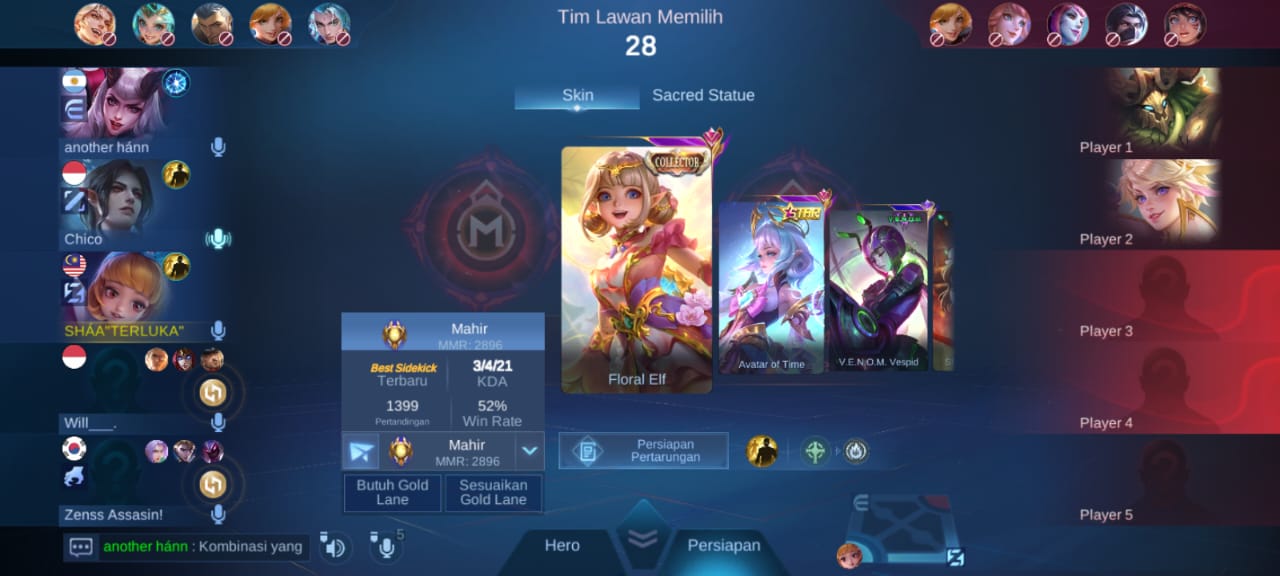 Tim Lawan Memilih
28
Skin
Sacred Statue
another hánn
Chico
SHÁA"TERLUKA"
Will___.
Zenss Assasin!
another hánn : Kombinasi yang
5
COLLECTOR
Floral Elf
STAR
Avatar of Time
V.E.N.O.M.
V.E.N.O.M. Vespid
Mahir
MMR: 2896
Best Sidekick
Terbaru
3/4/21
KDA
1399
Pertandingan
52%
Win Rate
Mahir
MMR: 2896
Butuh Gold
Lane
Sesuaikan
Gold Lane
Persiapan
Pertarungan
Hero
Persiapan
Player 1
Player 2
Player 3
Player 4
Player 5